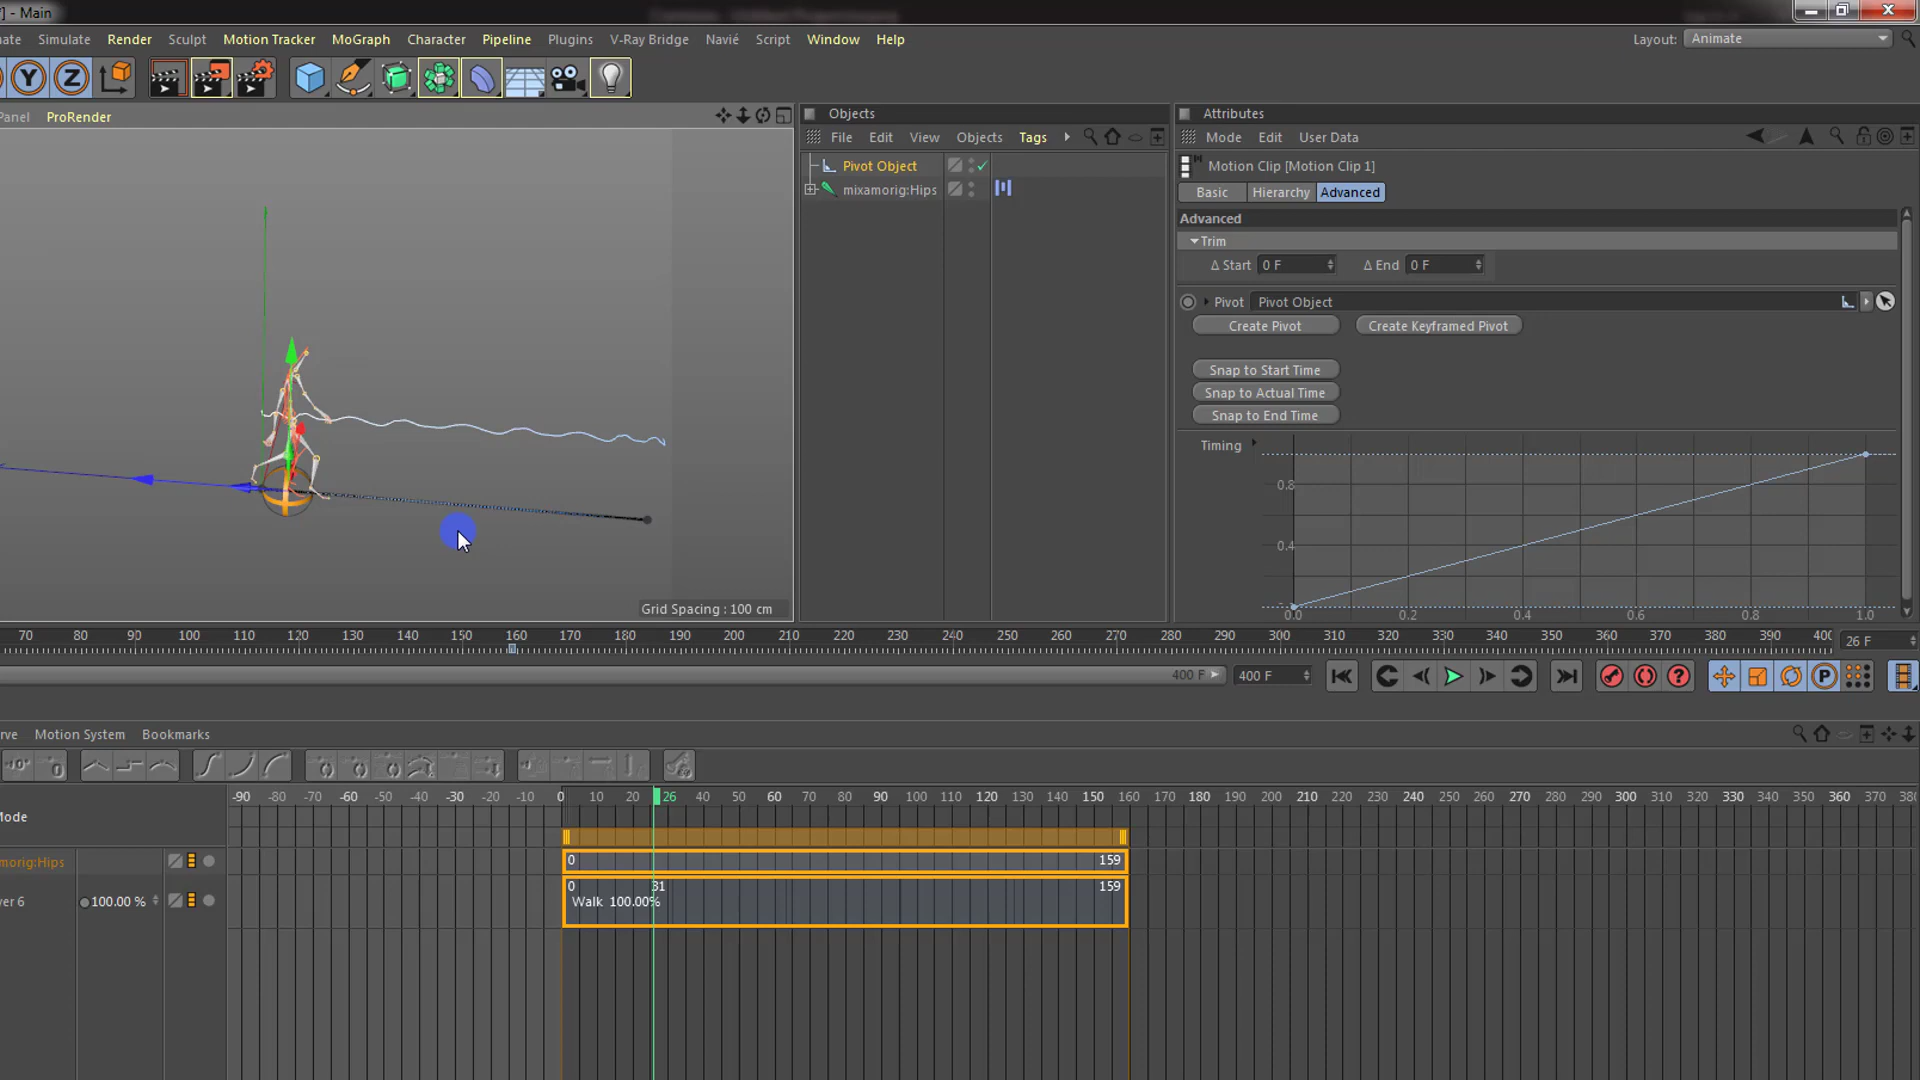 '] - Main
ate Simulate Render Sculpt Motion Tracker MoGraph Character Pipeline Plugins V-Ray Bridge Navié Script Window Help
Layout: Animate
Y Z
Panel ProRender
Objects
File Edit View Objects Tags
Pivot Object
mixamorig:Hips
Attributes
Mode Edit User Data
Motion Clip [Motion Clip 1]
Basic Hierarchy Advanced
Advanced
Trim
Δ Start 0 F Δ End 0 F
Pivot Pivot Object
Create Pivot Create Keyframed Pivot
Snap to Start Time
Snap to Actual Time
Snap to End Time
Timing
0.8
0.4
0.0 0.2 0.4 0.6 0.8 1.0
Grid Spacing : 100 cm
70 80 90 100 110 120 130 140 150 160 170 180 190 200 210 220 230 240 250 260 270 280 290 300 310 320 330 340 350 360 370 380 390 400
26 F
400 F 400 F
P
rve Motion System Bookmarks
-90 -80 -70 -60 -50 -40 -30 -20 -10 0 10 20 26 40 50 60 70 80 90 100 110 120 130 140 150 160 170 180 190 200 210 220 230 240 250 260 270 280 290 300 310 320 330 340 350 360 370 380
Mode
morig:Hips
0 159
0 31 159
ver 6 100.00 %
Walk 100.00%